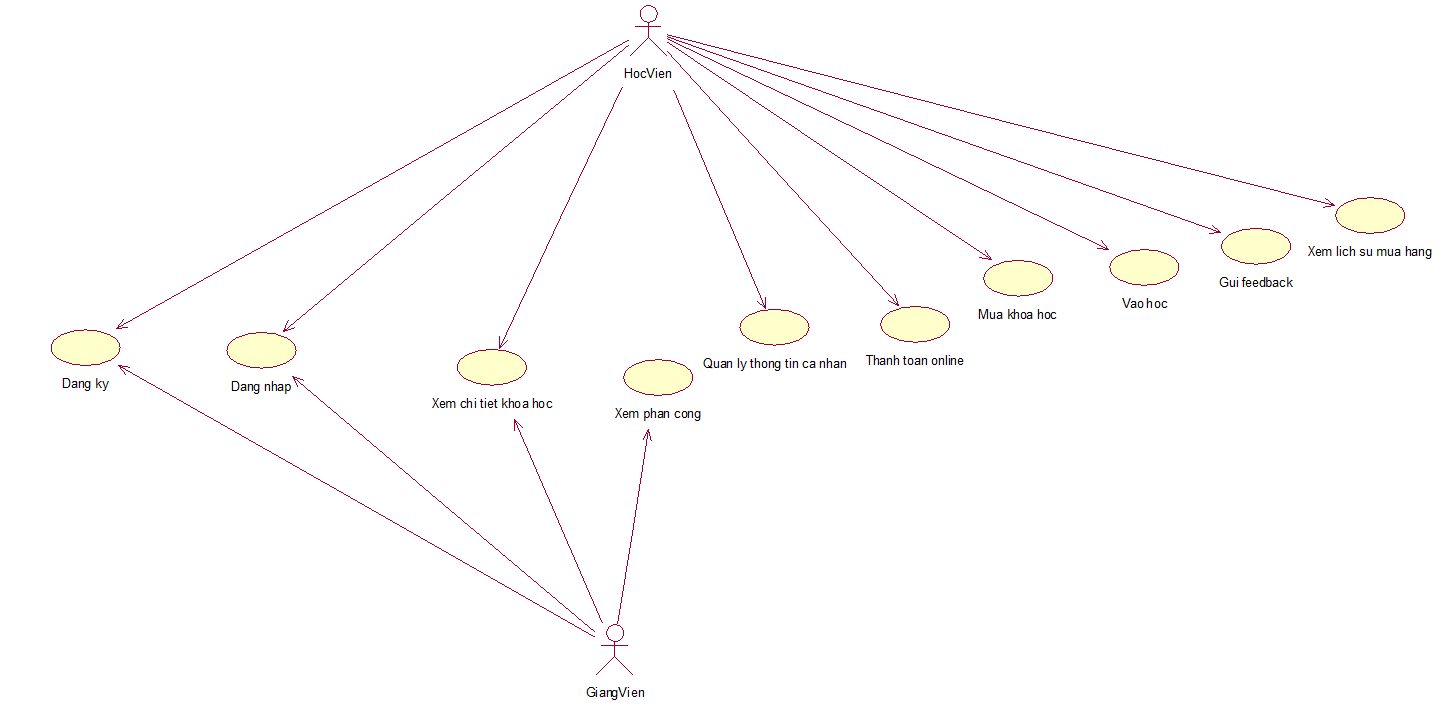 HocVien
Xem lich su mua hang
Gui feedback
Vao hoc
Mua khoa hoc
Thanh toan online
Quan ly thong tin ca nhan
Dang ky
Dang nhap
Xem chi tiet khoa hoc
Xem phan cong
GiangVien